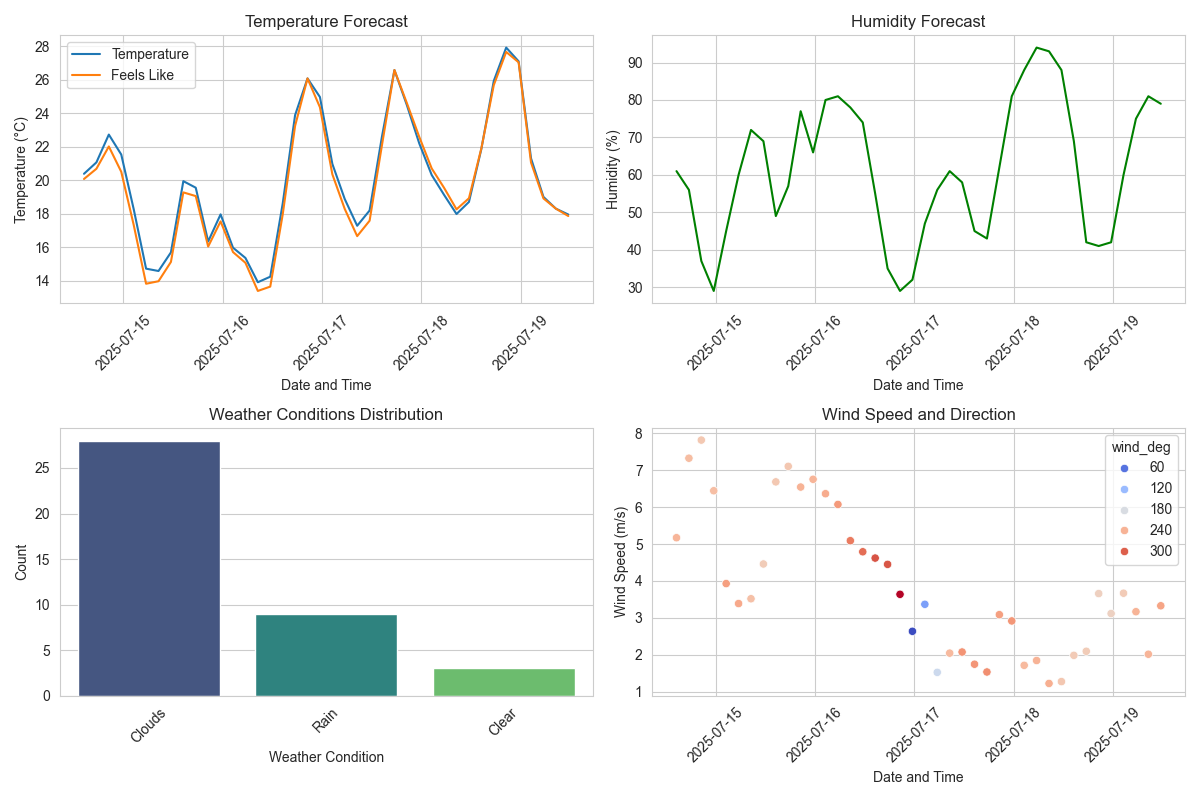 Temperature Forecast
Temperature
Feels Like
28
26
24
22
20
18
16
14
Temperature (°C)
2025-07-15
2025-07-16
2025-07-17
2025-07-18
2025-07-19
Date and Time
Humidity Forecast
90
80
70
60
50
40
30
Humidity (%)
2025-07-15
2025-07-16
2025-07-17
2025-07-18
2025-07-19
Date and Time
Weather Conditions Distribution
25
20
15
10
5
0
Count
Clouds
Rain
Clear
Weather Condition
Wind Speed and Direction
wind_deg
60
120
180
240
300
8
7
6
5
4
3
2
1
Wind Speed (m/s)
2025-07-15
2025-07-16
2025-07-17
2025-07-18
2025-07-19
Date and Time